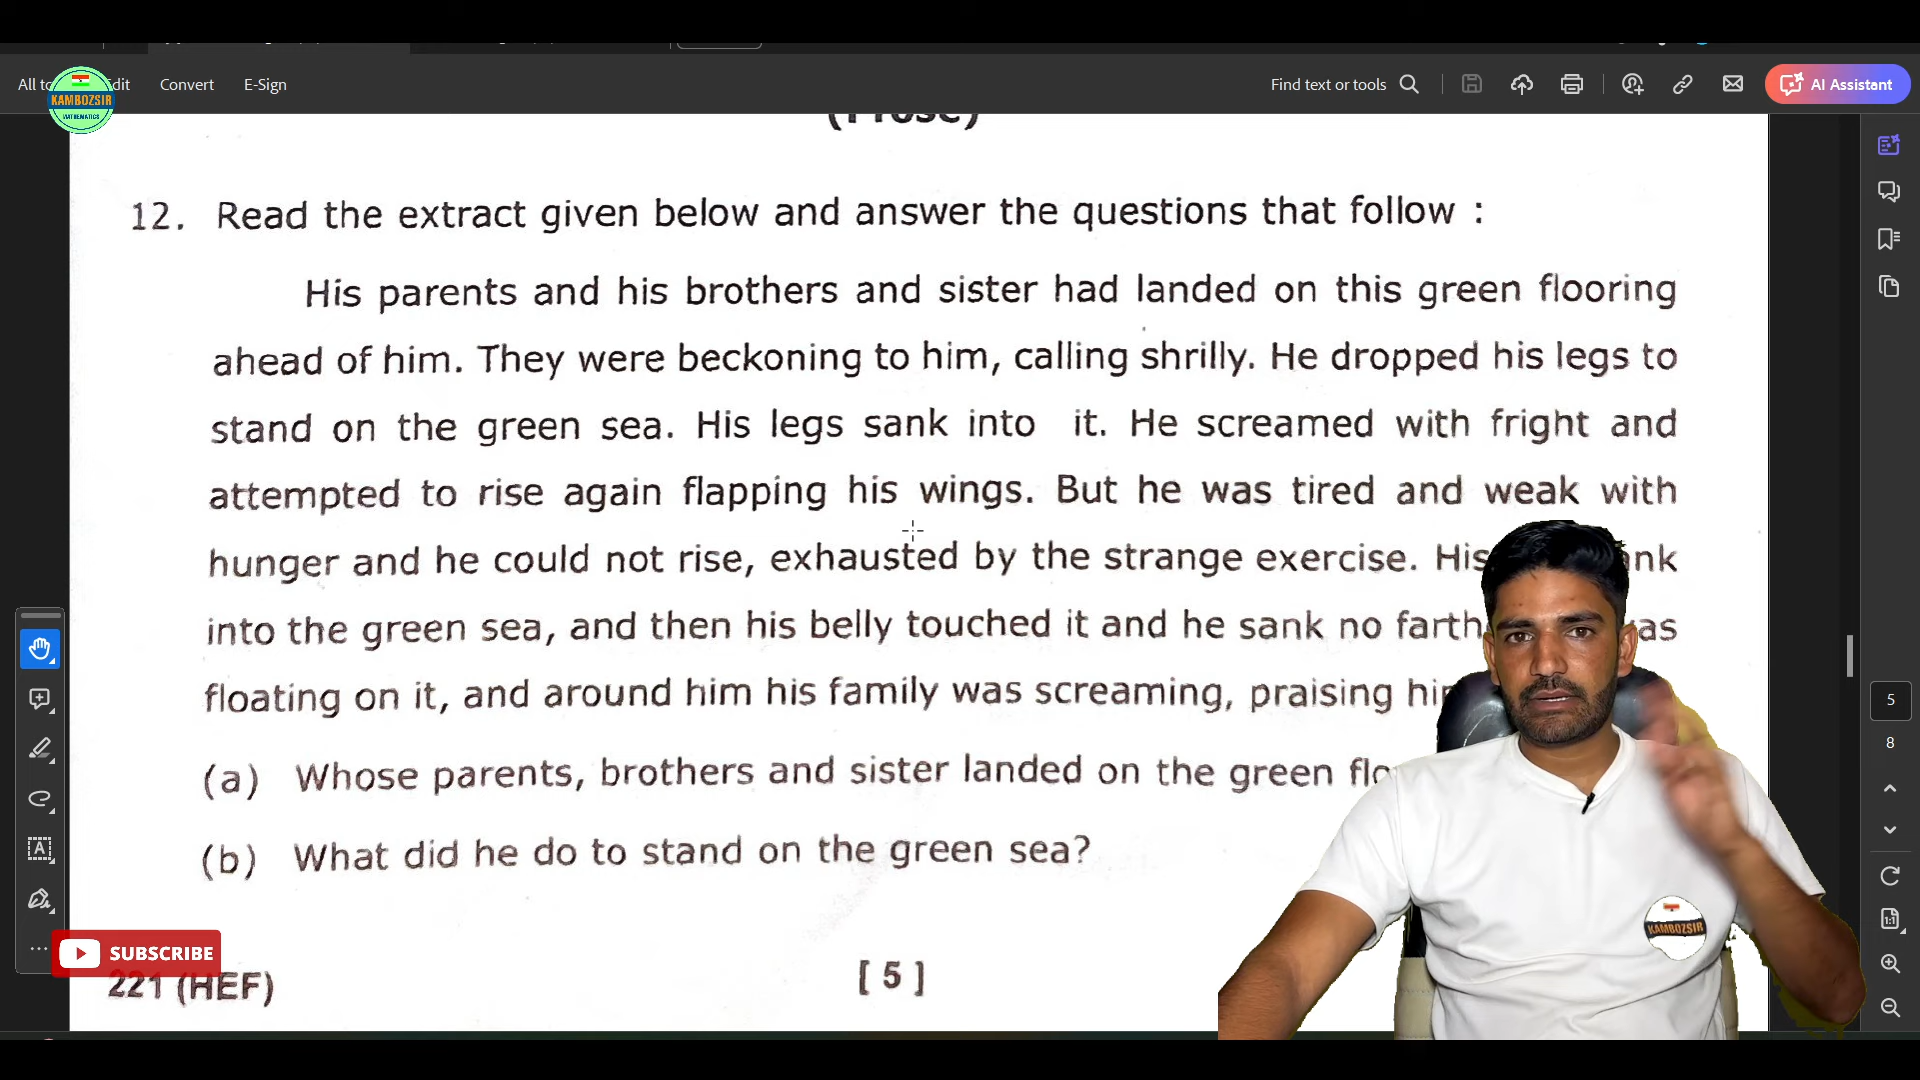 (Prose)
All to Edit Convert E-Sign Find text or tools AI Assistant
KAMBOZSIR
MATHEMATICS
12. Read the extract given below and answer the questions that follow :
His parents and his brothers and sister had landed on this green flooring
ahead of him. They were beckoning to him, calling shrilly. He dropped his legs to
stand on the green sea. His legs sank into it. He screamed with fright and
attempted to rise again flapping his wings. But he was tired and weak with
hunger and he could not rise, exhausted by the strange exercise. His
into the green sea, and then his belly touched it and he sank no
floating on it, and around him his family was screaming, praising
(a) Whose parents, brothers and sister landed on the green
(b) What did he do to stand on the green sea?
5
8
SUBSCRIBE
221 (HEF) [ 5 ]
KAMBOZSIR